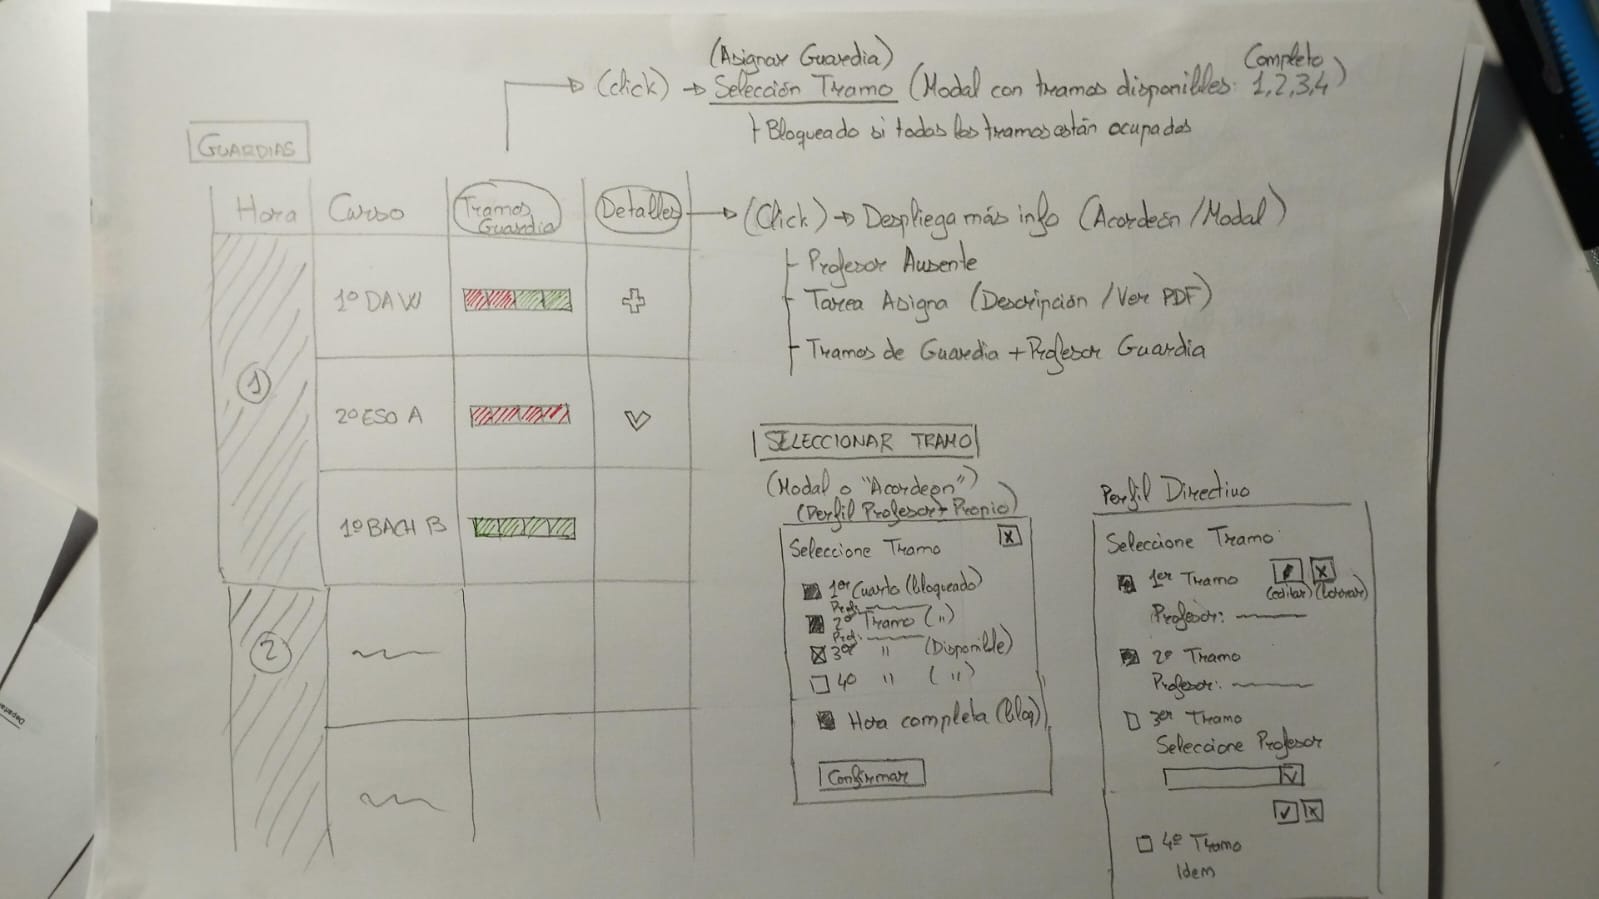 (Asignar Guardia)
Completo
(click) → Selección Tramo (Modal con tramos disponibles: 1,2,3,4)
Bloqueado si todos los tramos están ocupados
GUARDIAS
Hora
Curso
Tramos
Guardia
Detalles
(Click) → Despliega más info (Acordeón / Modal)
Profesor Ausente
Tarea Asigna (Descripción / Ver PDF)
Tramos de Guardia + Profesor Guardia
1
1º DAW
2º ESO A
1º BACH B
2
SELECCIONAR TRAMO
(Modal o "Acordeon")
(Perfil Profesor + Propio)
Seleccione Tramo
X
1er Cuarto (bloqueado)
Prof:
2º Tramo (")
Prof:
3er " (Disponible)
4º " (")
Hora completa (bloq)
Confirmar
Perfil Directivo
Seleccione Tramo
1er Tramo
X
(editar) (borrar)
Profesor:
2º Tramo
Profesor:
3er Tramo
Seleccione Profesor
4º Tramo
Idem